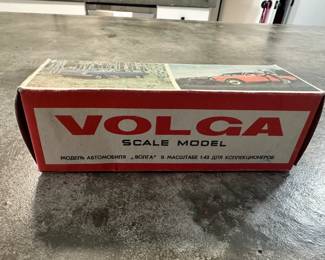 VOLGA
SCALE MODEL
МОДЕЛЬ АВТОМОБИЛЯ „ВОЛГА" В МАСШТАБЕ 1:43 ДЛЯ КОЛЛЕКЦИОНЕРОВ